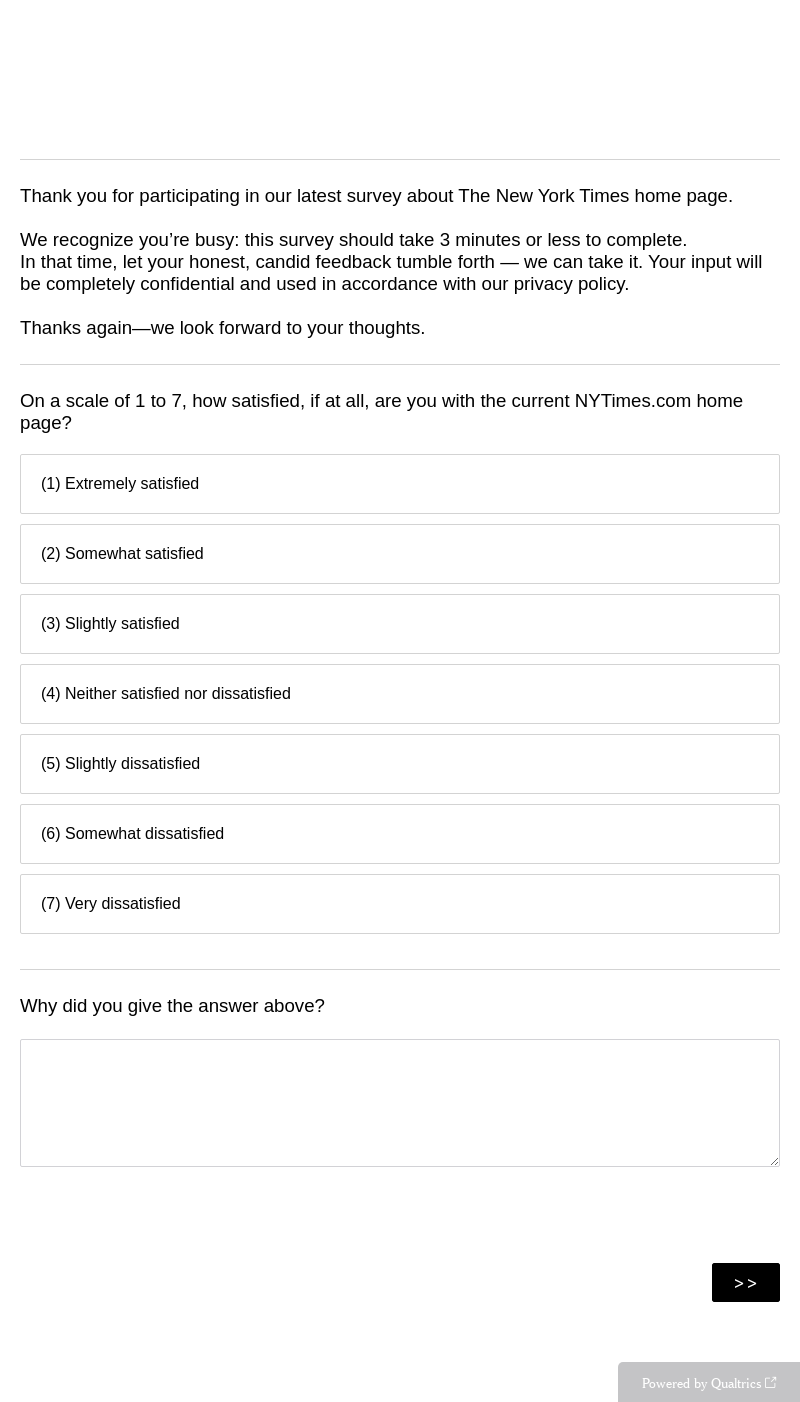 Thank you for participating in our latest survey about The New York Times home page.
We recognize you’re busy: this survey should take 3 minutes or less to complete.
In that time, let your honest, candid feedback tumble forth — we can take it. Your input will
be completely confidential and used in accordance with our privacy policy.
Thanks again—we look forward to your thoughts.
On a scale of 1 to 7, how satisfied, if at all, are you with the current NYTimes.com home
page?
(1) Extremely satisfied
(2) Somewhat satisfied
(3) Slightly satisfied
(4) Neither satisfied nor dissatisfied
(5) Slightly dissatisfied
(6) Somewhat dissatisfied
(7) Very dissatisfied
Why did you give the answer above?
>>
Powered by Qualtrics